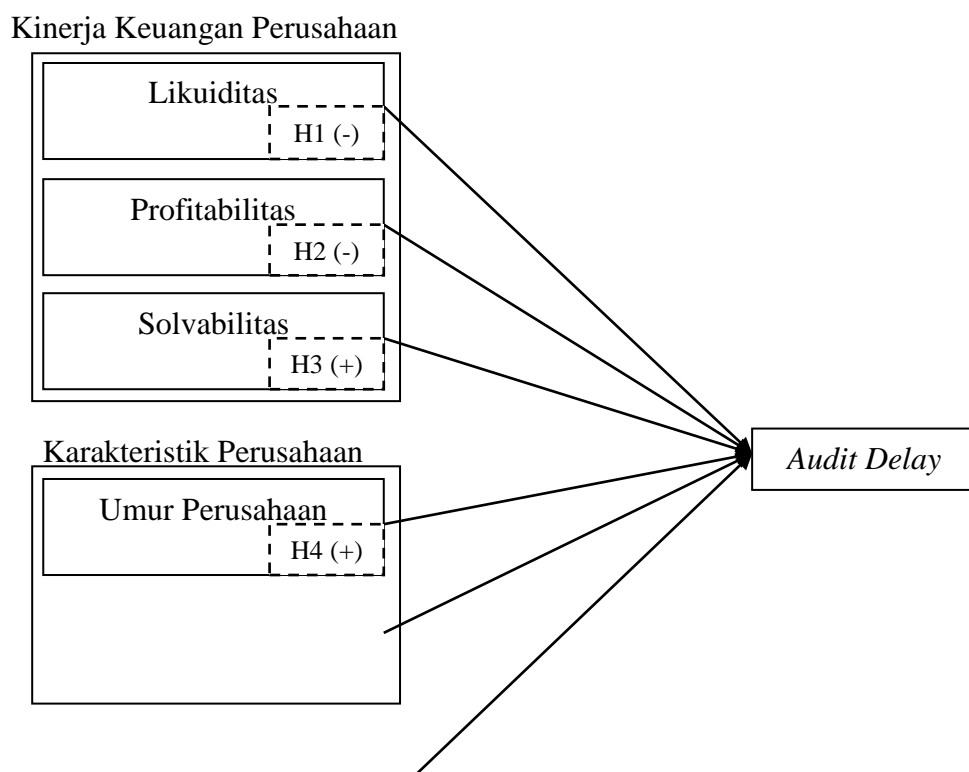 Kinerja Keuangan Perusahaan
Likuiditas
H1 (-)
Profitabilitas
H2 (-)
Solvabilitas
H3 (+)
Karakteristik Perusahaan
Umur Perusahaan
H4 (+)
Audit Delay